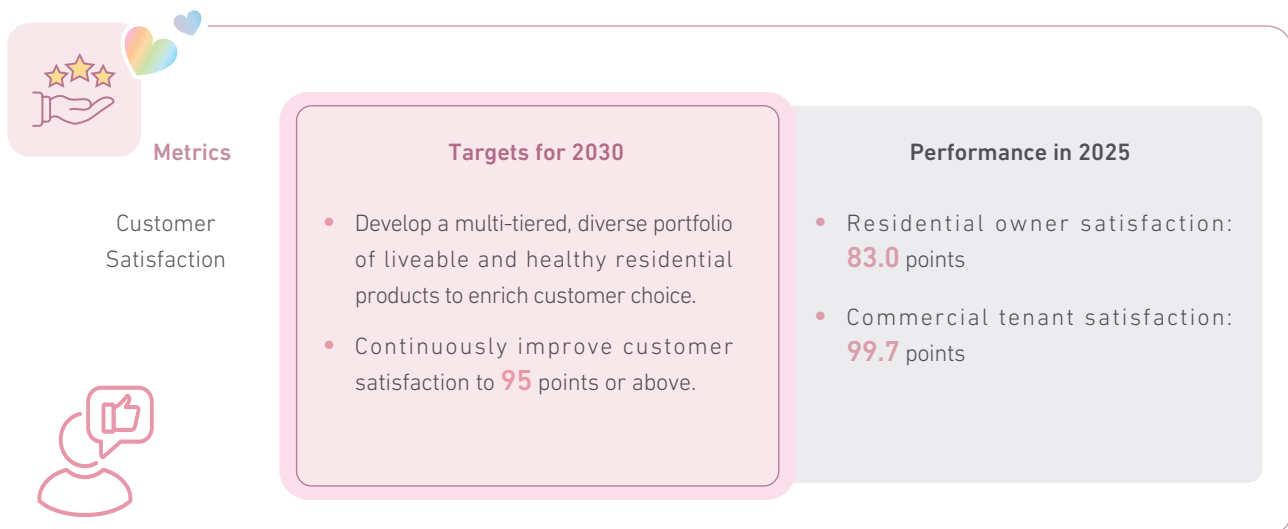 Metrics
Targets for 2030
Performance in 2025
Customer
Satisfaction
• Develop a multi-tiered, diverse portfolio
of liveable and healthy residential
products to enrich customer choice.
• Continuously improve customer
satisfaction to 95 points or above.
• Residential owner satisfaction:
83.0 points
• Commercial tenant satisfaction:
99.7 points